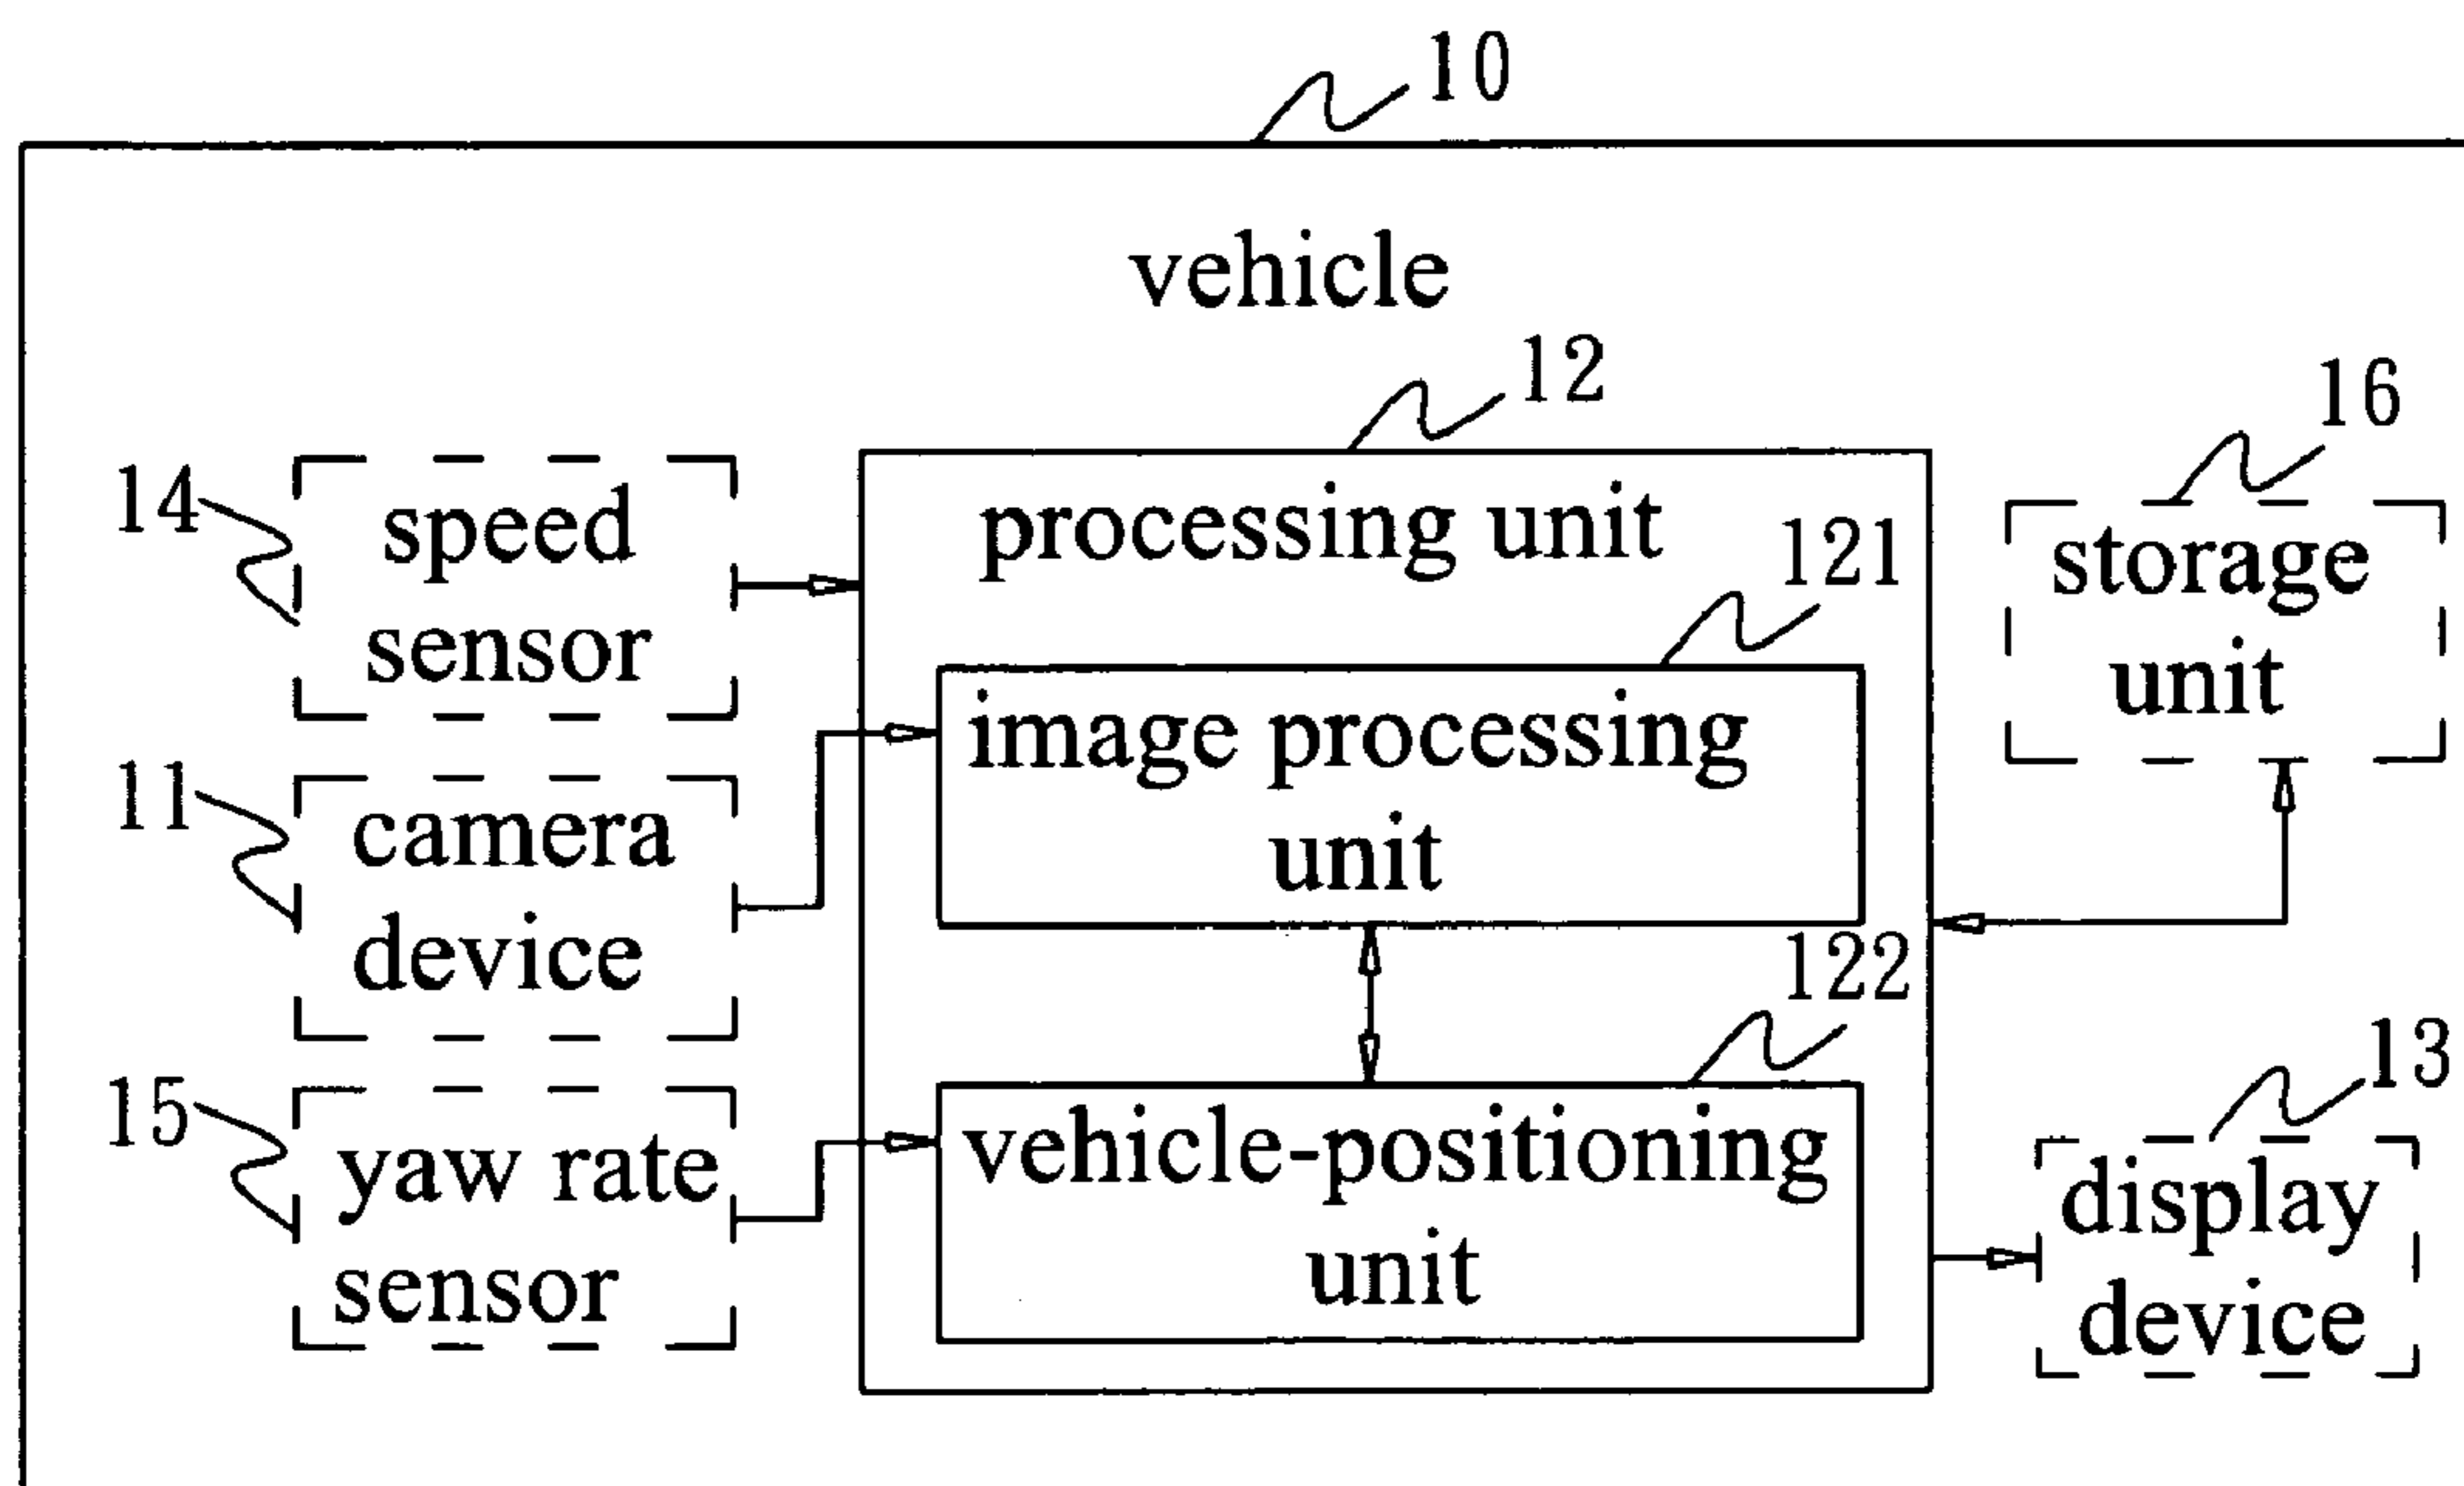 10
vehicle
12
16
14
speed
sensor
processing unit
121
storage
unit
image processing
unit
11
camera
device
122
13
15
yaw rate
sensor
vehicle-positioning
unit
display
device